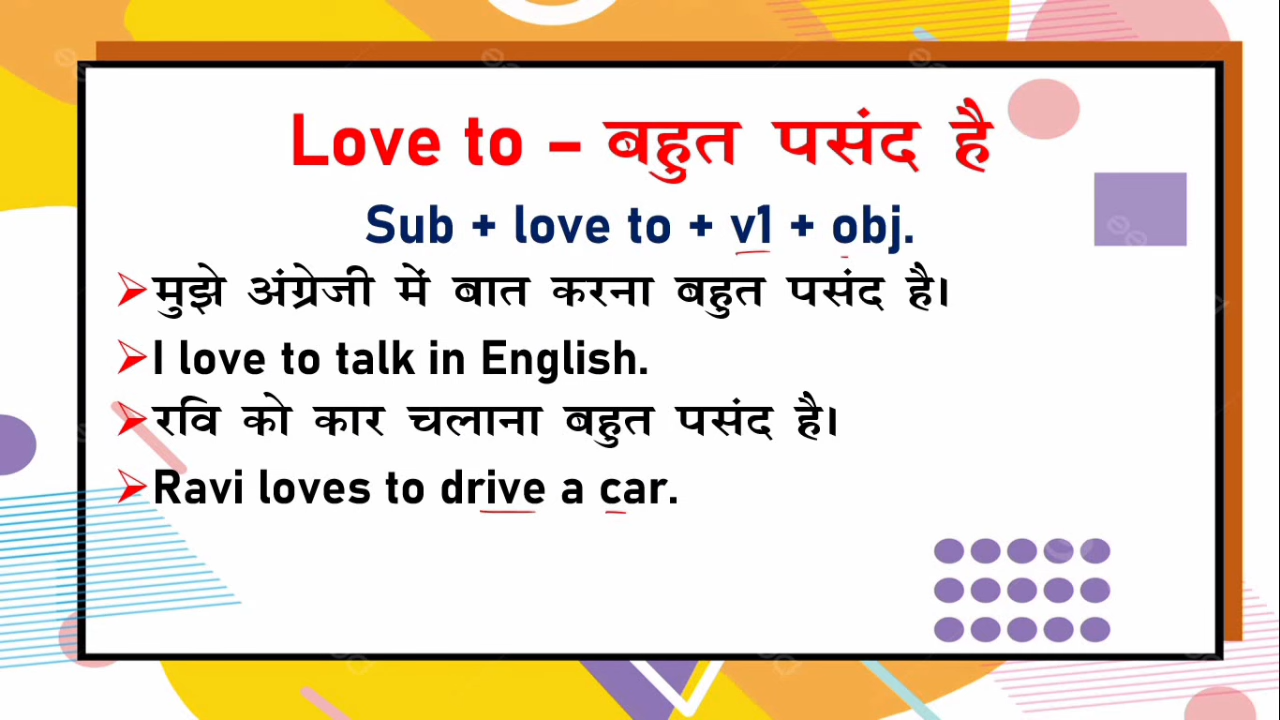 Love to – बहुत पसंद है
Sub + love to + v1 + obj.
मुझे अंग्रेजी में बात करना बहुत पसंद है।
I love to talk in English.
रवि को कार चलाना बहुत पसंद है।
Ravi loves to drive a car.